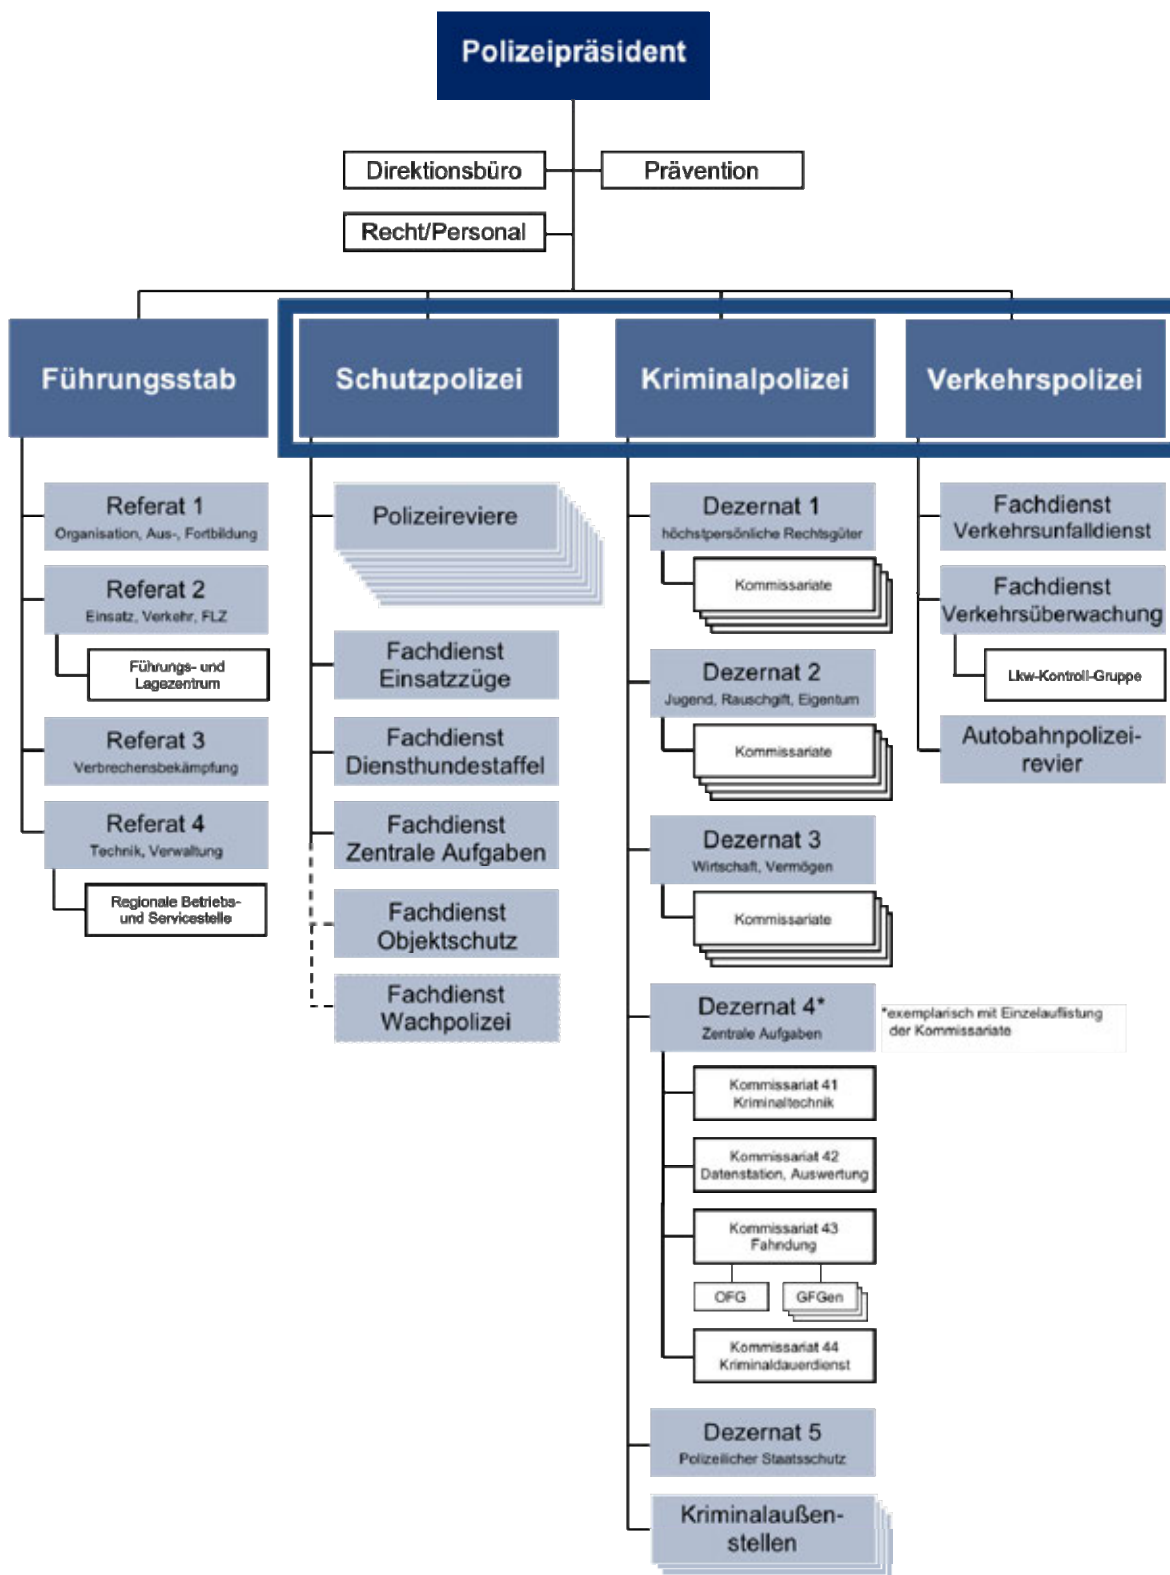 Polizeipräsident
Direktionsbüro
Prävention
Recht/Personal
Führungsstab
Referat 1
Organisation, Aus-, Fortbildung
Referat 2
Einsatz, Verkehr, FLZ
Führungs- und
Lagezentrum
Referat 3
Verbrechensbekämpfung
Referat 4
Technik, Verwaltung
Regionale Betriebs-
und Servicestelle
Schutzpolizei
Polizeireviere
Fachdienst
Einsatzzüge
Fachdienst
Diensthundestaffel
Fachdienst
Zentrale Aufgaben
Fachdienst
Objektschutz
Fachdienst
Wachpolizei
Kriminalpolizei
Dezernat 1
höchstpersönliche Rechtsgüter
Kommissariate
Dezernat 2
Jugend, Rauschgift, Eigentum
Kommissariate
Dezernat 3
Wirtschaft, Vermögen
Kommissariate
Dezernat 4*
Zentrale Aufgaben
*exemplarisch mit Einzelauflistung
der Kommissariate
Kommissariat 41
Kriminaltechnik
Kommissariat 42
Datenstation, Auswertung
Kommissariat 43
Fahndung
OFG
GFGen
Kommissariat 44
Kriminaldauerdienst
Dezernat 5
Polizeilicher Staatsschutz
Kriminalaußen-
stellen
Verkehrspolizei
Fachdienst
Verkehrsunfalldienst
Fachdienst
Verkehrsüberwachung
Lkw-Kontroll-Gruppe
Autobahnpolizei-
revier